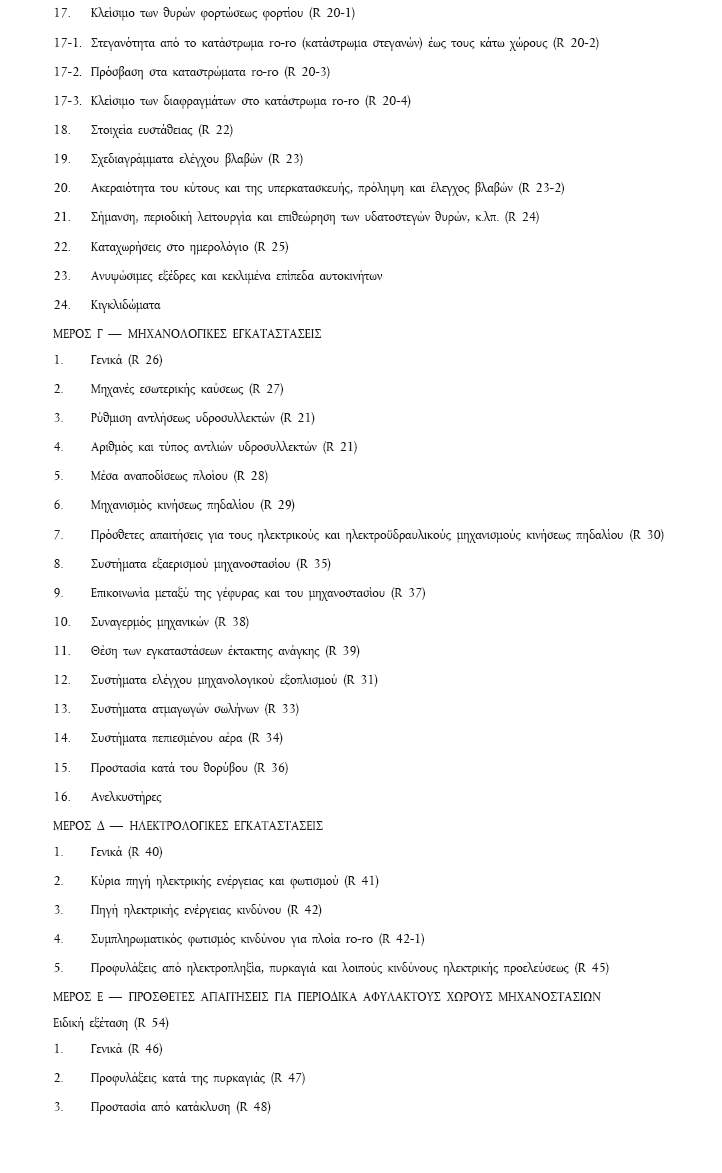 17. Κλείσιμο των θυρών φορτώσεως φορτίου (R 20-1)
17-1. Στεγανότητα από το κατάστρωμα ro-ro (κατάστρωμα στεγανών) έως τους κάτω χώρους (R 20-2)
17-2. Πρόσβαση στα καταστρώματα ro-ro (R 20-3)
17-3. Κλείσιμο των διαφραγμάτων στο κατάστρωμα ro-ro (R 20-4)
18. Στοιχεία ευστάθειας (R 22)
19. Σχεδιαγράμματα ελέγχου βλαβών (R 23)
20. Ακεραιότητα του κύτους και της υπερκατασκευής, πρόληψη και έλεγχος βλαβών (R 23-2)
21. Σήμανση, περιοδική λειτουργία και επιθεώρηση των υδατοστεγών θυρών, κ.λπ. (R 24)
22. Καταχωρήσεις στο ημερολόγιο (R 25)
23. Ανυψώσιμες εξέδρες και κεκλιμένα επίπεδα αυτοκινήτων
24. Κιγκλιδώματα
ΜΕΡΟΣ Γ — ΜΗΧΑΝΟΛΟΓΙΚΕΣ ΕΓΚΑΤΑΣΤΑΣΕΙΣ
1. Γενικά (R 26)
2. Μηχανές εσωτερικής καύσεως (R 27)
3. Ρύθμιση αντλήσεως υδροσυλλεκτών (R 21)
4. Αριθμός και τύπος αντλιών υδροσυλλεκτών (R 21)
5. Μέσα αναποδίσεως πλοίου (R 28)
6. Μηχανισμός κινήσεως πηδαλίου (R 29)
7. Πρόσθετες απαιτήσεις για τους ηλεκτρικούς και ηλεκτροϋδραυλικούς μηχανισμούς κινήσεως πηδαλίου (R 30)
8. Συστήματα εξαερισμού μηχανοστασίου (R 35)
9. Επικοινωνία μεταξύ της γέφυρας και του μηχανοστασίου (R 37)
10. Συναγερμός μηχανικών (R 38)
11. Θέση των εγκαταστάσεων έκτακτης ανάγκης (R 39)
12. Συστήματα ελέγχου μηχανολογικού εξοπλισμού (R 31)
13. Συστήματα ατμαγωγών σωλήνων (R 33)
14. Συστήματα πεπιεσμένου αέρα (R 34)
15. Προστασία κατά του θορύβου (R 36)
16. Ανελκυστήρες
ΜΕΡΟΣ Δ — ΗΛΕΚΤΡΟΛΟΓΙΚΕΣ ΕΓΚΑΤΑΣΤΑΣΕΙΣ
1. Γενικά (R 40)
2. Κύρια πηγή ηλεκτρικής ενέργειας και φωτισμού (R 41)
3. Πηγή ηλεκτρικής ενέργειας κινδύνου (R 42)
4. Συμπληρωματικός φωτισμός κινδύνου για πλοία ro-ro (R 42-1)
5. Προφυλάξεις από ηλεκτροπληξία, πυρκαγιά και λοιπούς κινδύνους ηλεκτρικής προελεύσεως (R 45)
ΜΕΡΟΣ Ε — ΠΡΟΣΘΕΤΕΣ ΑΠΑΙΤΗΣΕΙΣ ΓΙΑ ΠΕΡΙΟΔΙΚΑ ΑΦΥΛΑΚΤΟΥΣ ΧΩΡΟΥΣ ΜΗΧΑΝΟΣΤΑΣΙΩΝ
Ειδική εξέταση (R 54)
1. Γενικά (R 46)
2. Προφυλάξεις κατά της πυρκαγιάς (R 47)
3. Προστασία από κατάκλυση (R 48)